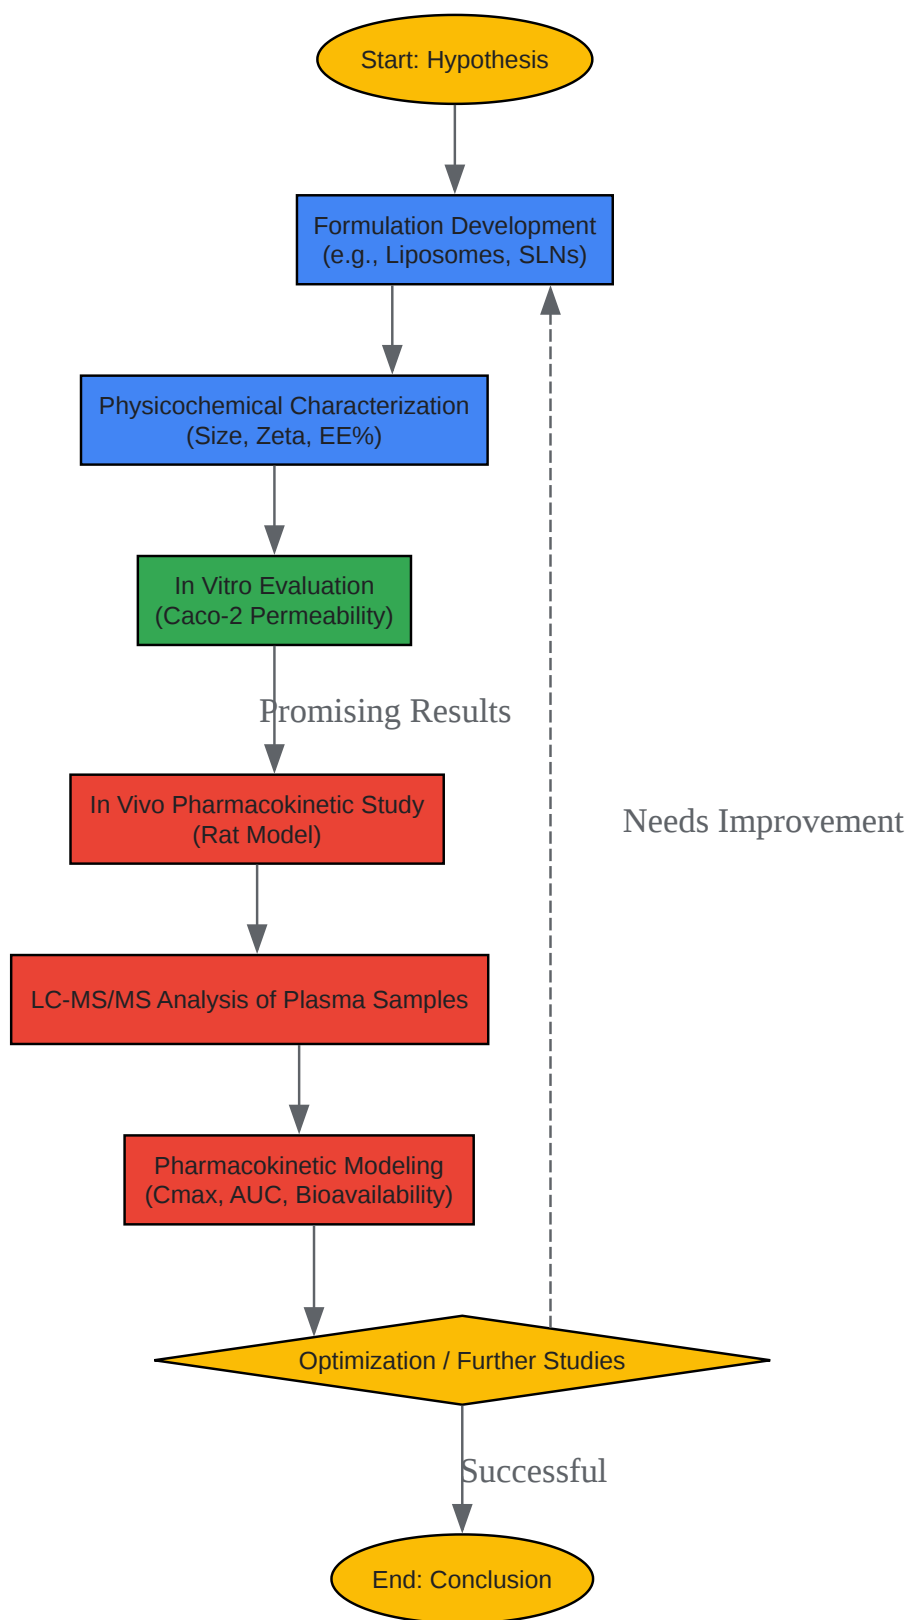 Start: Hypothesis
Formulation Development
(e.g., Liposomes, SLNs)
Physicochemical Characterization
(Size, Zeta, EE%)
In Vitro Evaluation
(Caco-2 Permeability)
Promising Results
In Vivo Pharmacokinetic Study
(Rat Model)
Needs Improvement
LC-MS/MS Analysis of Plasma Samples
Pharmacokinetic Modeling
(Cmax, AUC, Bioavailability)
Optimization / Further Studies
Successful
End: Conclusion